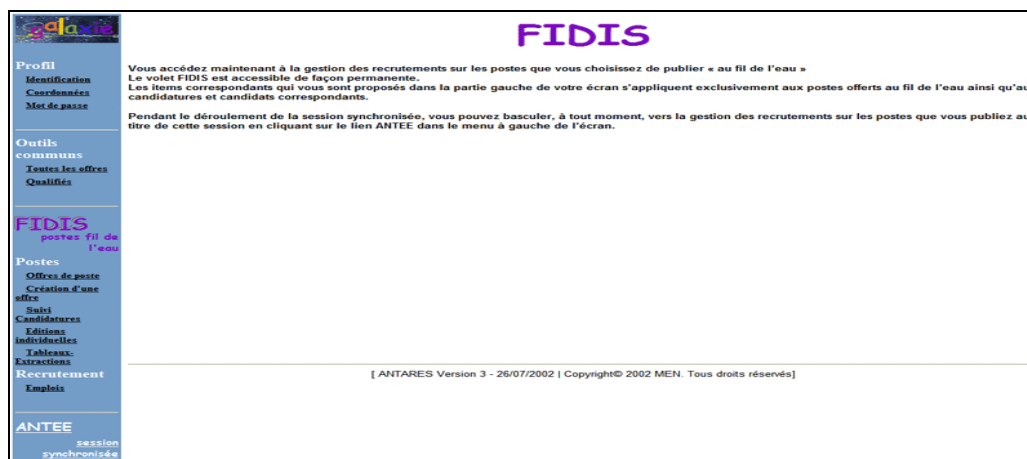 galaxie
FIDIS
Profil
Identification
Coordonnées
Mot de passe
Outils
communs
Toutes les offres
Qualifiés
FIDIS
postes fil de
l'eau
Postes
Offres de poste
Création d'une
offre
Suivi
Candidatures
Editions
individuelles
Tableaux-
Extractions
Recrutement
Emplois
ANTEE
session
synchronisée
Vous accédez maintenant à la gestion des recrutements sur les postes que vous choisissez de publier « au fil de l'eau »
Le volet FIDIS est accessible de façon permanente.
Les items correspondants qui vous sont proposés dans la partie gauche de votre écran s'appliquent exclusivement aux postes offerts au fil de l'eau ainsi qu'au
candidatures et candidats correspondants.
Pendant le déroulement de la session synchronisée, vous pouvez basculer, à tout moment, vers la gestion des recrutements sur les postes que vous publiez au
titre de cette session en cliquant sur le lien ANTEE dans le menu à gauche de l'écran.
[ ANTARES Version 3 - 26/07/2002 | Copyright© 2002 MEN. Tous droits réservés]